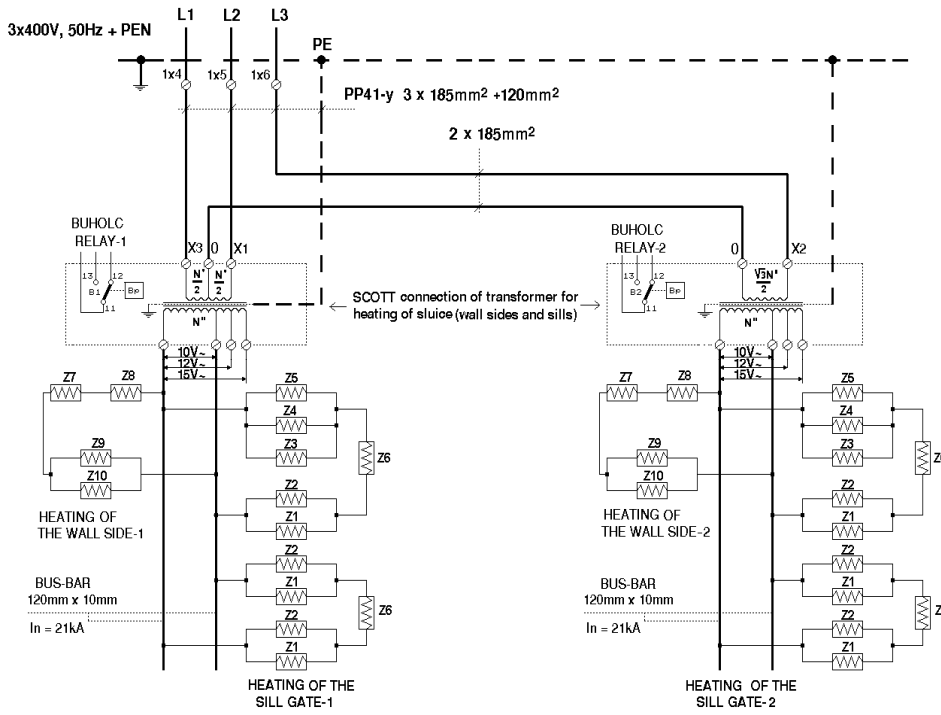 L1 L2 L3
3x400V, 50Hz + PEN
PE
1x4 1x5 1x6
PP41-y 3 x 185mm² +120mm²
2 x 185mm²
BUHOLC
RELAY-1
X3 0 X1
BUHOLC
RELAY-2
0 X2
13 12
B1 Bp
11
N'
2
N'
2
N"
SCOTT connection of transformer for
heating of sluice (wall sides and sills)
13 12
B2 Bp
11
√3N'
2
N"
10V~
12V~
15V~
10V~
12V~
15V~
Z7 Z8 Z5
Z4
Z3
Z6
Z9
Z10
Z2
Z1
HEATING OF
THE WALL SIDE-1
Z2
Z1
Z6
Z2
Z1
BUS-BAR
120mm x 10mm
In = 21kA
HEATING OF THE
SILL GATE-1
Z7 Z8 Z5
Z4
Z3
Z9
Z10
Z2
Z1
HEATING OF
THE WALL SIDE-2
Z2
Z1
Z2
Z1
BUS-BAR
120mm x 10mm
In = 21kA
HEATING OF THE
SILL GATE-2